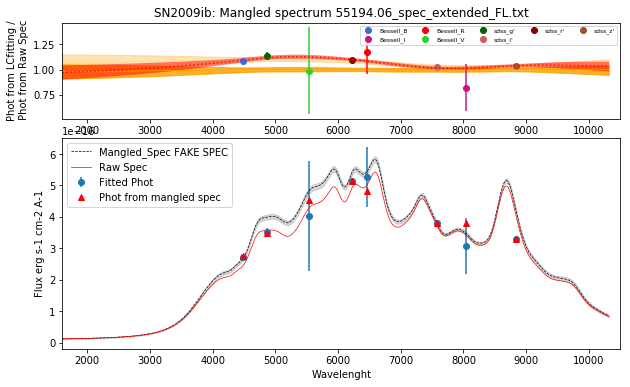 SN2009ib: Mangled spectrum 55194.06_spec_extended_FL.txt
Phot from LCfitting /
Phot from Raw Spec
1.25
1.00
0.75
Bessell_B
Bessell_I
Bessell_R
Bessell_V
sdss_g'
sdss_i'
sdss_r'
sdss_z'
2000 3000 4000 5000 6000 7000 8000 9000 10000
1e-16
Mangled_Spec FAKE SPEC
Raw Spec
Fitted Phot
Phot from mangled spec
Flux erg s-1 cm-2 A-1
6
5
4
3
2
1
0
2000 3000 4000 5000 6000 7000 8000 9000 10000
Wavelenght